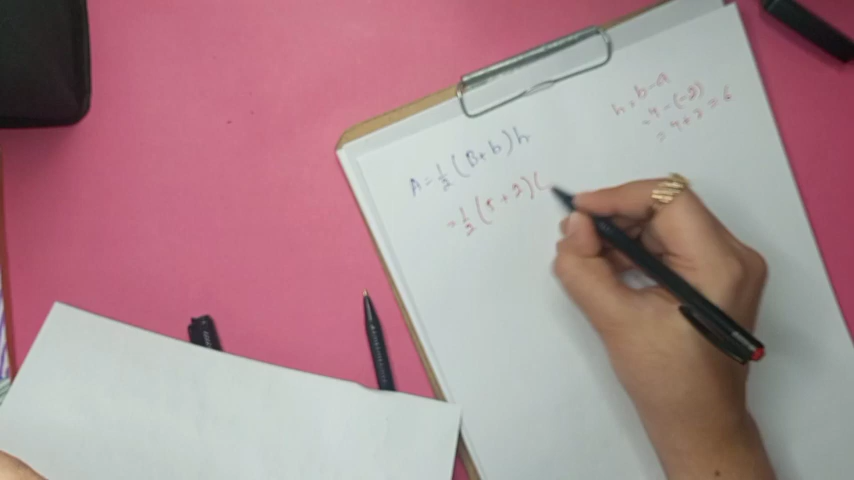 A = 1/2 (B + b) h
= 1/2 (5 + 2) (
h = b - a
= 4 - (-2)
= 4 + 2 = 6